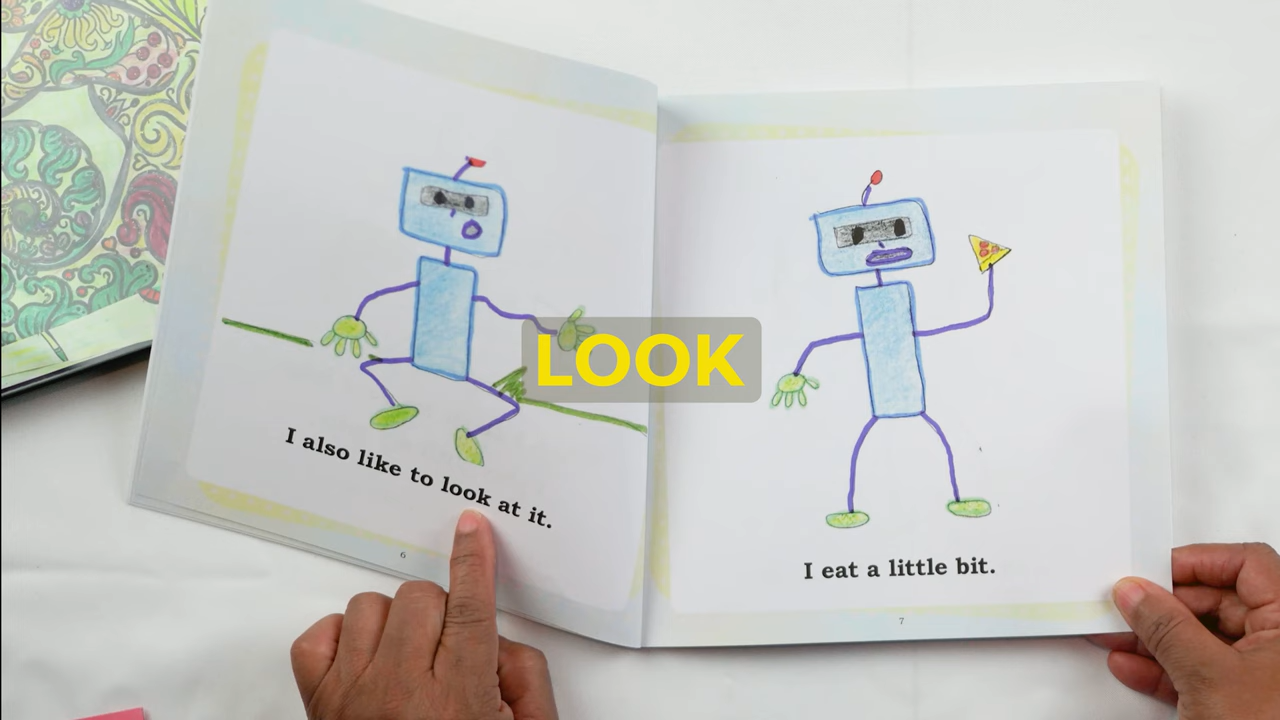 I also like to look at it.
6
LOOK
I eat a little bit.
7